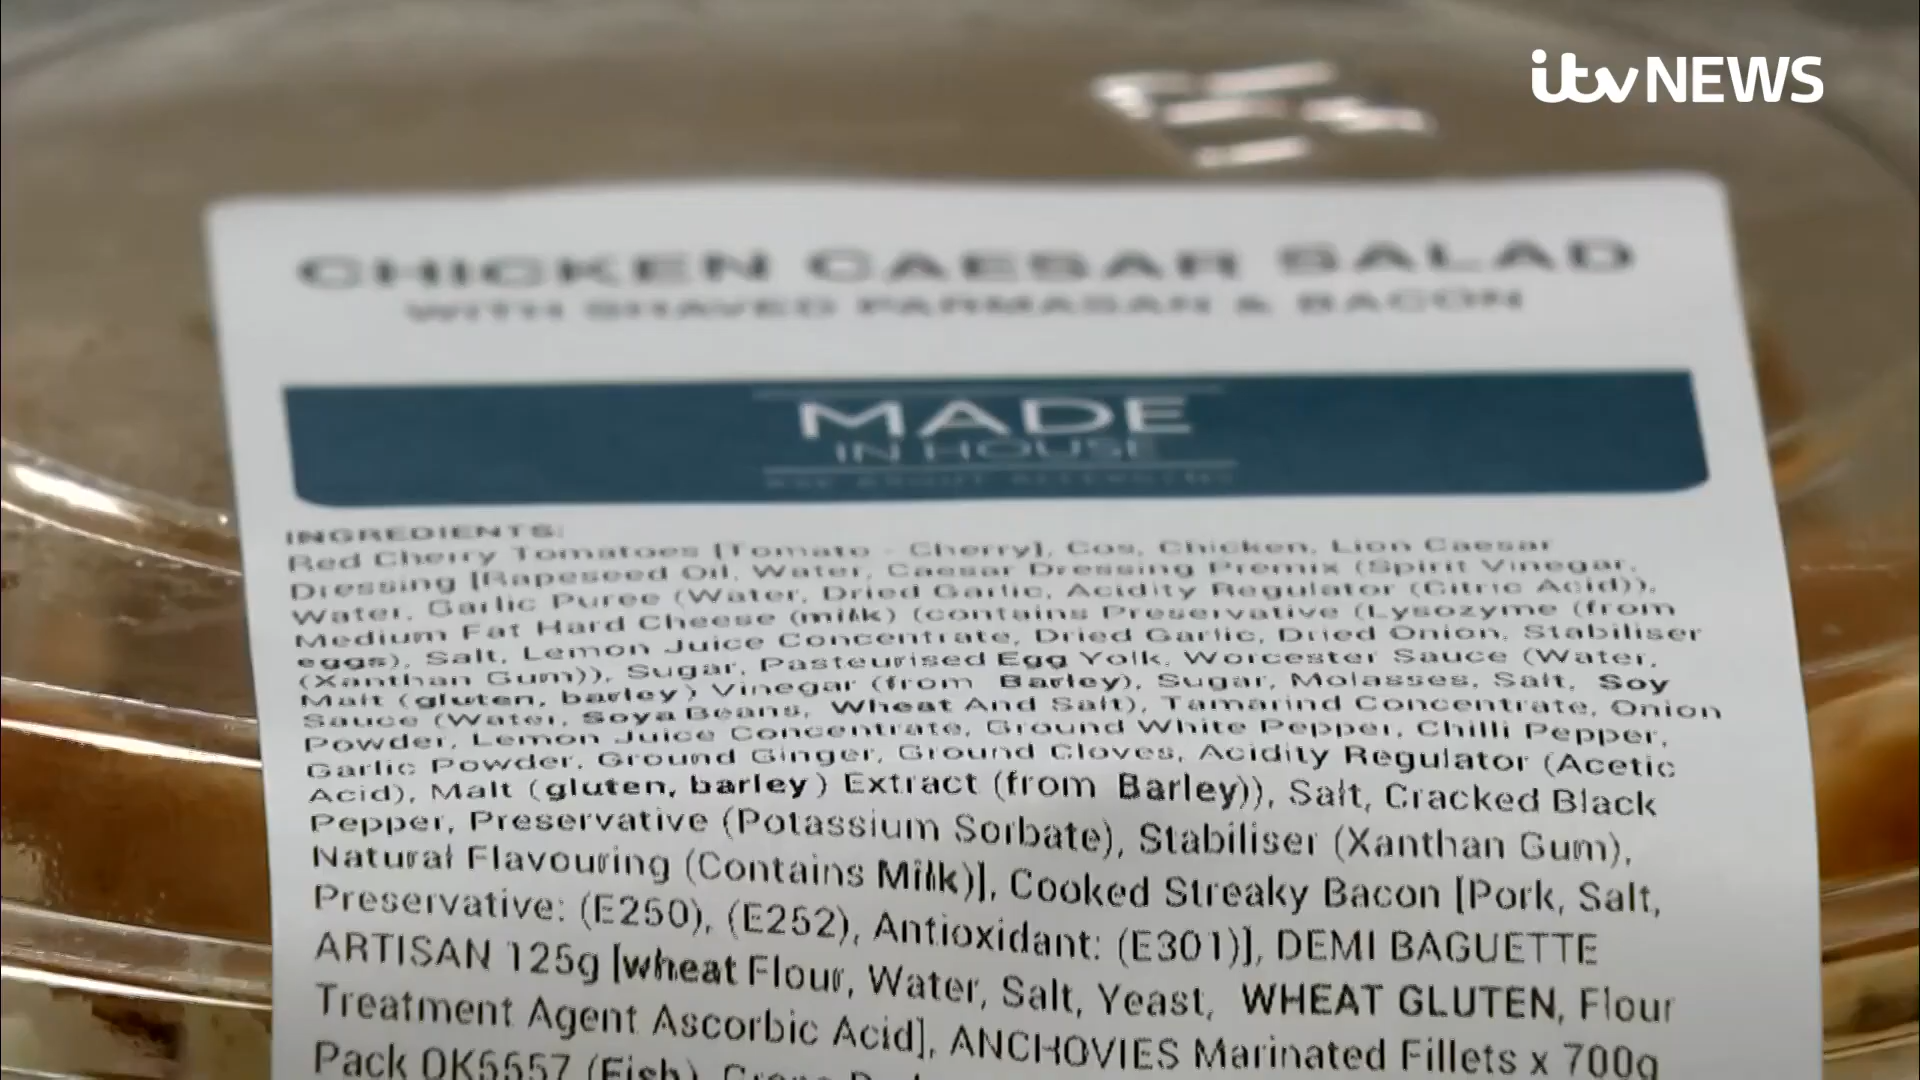 itv NEWS
CHICKEN CAESAR SALAD
WITH SHAVED PARMASAN & BACON
MADE
IN HOUSE
INGREDIENTS:
Red Cherry Tomatoes [Tomato - Cherry], Cos, Chicken, Lion Caesar
Dressing [Rapeseed Oil, Water, Caesar Dressing Premix (Spirit Vinegar,
Water, Garlic Puree (Water, Dried Garlic, Acidity Regulator (Citric Acid)),
Medium Fat Hard Cheese (milk) (contains Preservative (Lysozyme (from
eggs), Salt, Lemon Juice Concentrate, Dried Garlic, Dried Onion, Stabiliser
(Xanthan Gum)), Sugar, Pasteurised Egg Yolk, Worcester Sauce (Water,
Malt (gluten, barley) Vinegar (from Barley), Sugar, Molasses, Salt, Soy
Sauce (Water, Soya Beans, Wheat And Salt), Tamarind Concentrate, Onion
Powder, Lemon Juice Concentrate, Ground White Pepper, Chilli Pepper,
Garlic Powder, Ground Ginger, Ground Cloves, Acidity Regulator (Acetic
Acid), Malt (gluten, barley) Extract (from Barley)), Salt, Cracked Black
Pepper, Preservative (Potassium Sorbate), Stabiliser (Xanthan Gum),
Natural Flavouring (Contains Milk)], Cooked Streaky Bacon [Pork, Salt,
Preservative: (E250), (E252), Antioxidant: (E301)], DEMI BAGUETTE
ARTISAN 125g [wheat Flour, Water, Salt, Yeast, WHEAT GLUTEN, Flour
Treatment Agent Ascorbic Acid], ANCHOVIES Marinated Fillets x 700g
Pack OK5557 (Fish)